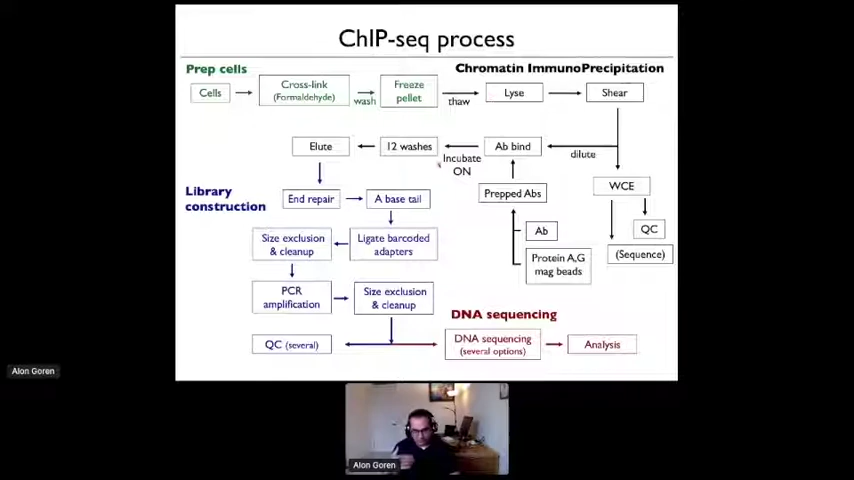 ChIP-seq process
Prep cells
Chromatin ImmunoPrecipitation
Cells
Cross-link
(Formaldehyde)
wash
Freeze
pellet
thaw
Lyse
Shear
Elute
12 washes
Incubate
ON
Ab bind
dilute
WCE
QC
(Sequence)
Prepped Abs
Ab
Protein A,G
mag beads
Library
construction
End repair
A base tail
Size exclusion
& cleanup
Ligate barcoded
adapters
PCR
amplification
Size exclusion
& cleanup
DNA sequencing
QC (several)
DNA sequencing
(several options)
Analysis
Alon Goren
Alon Goren